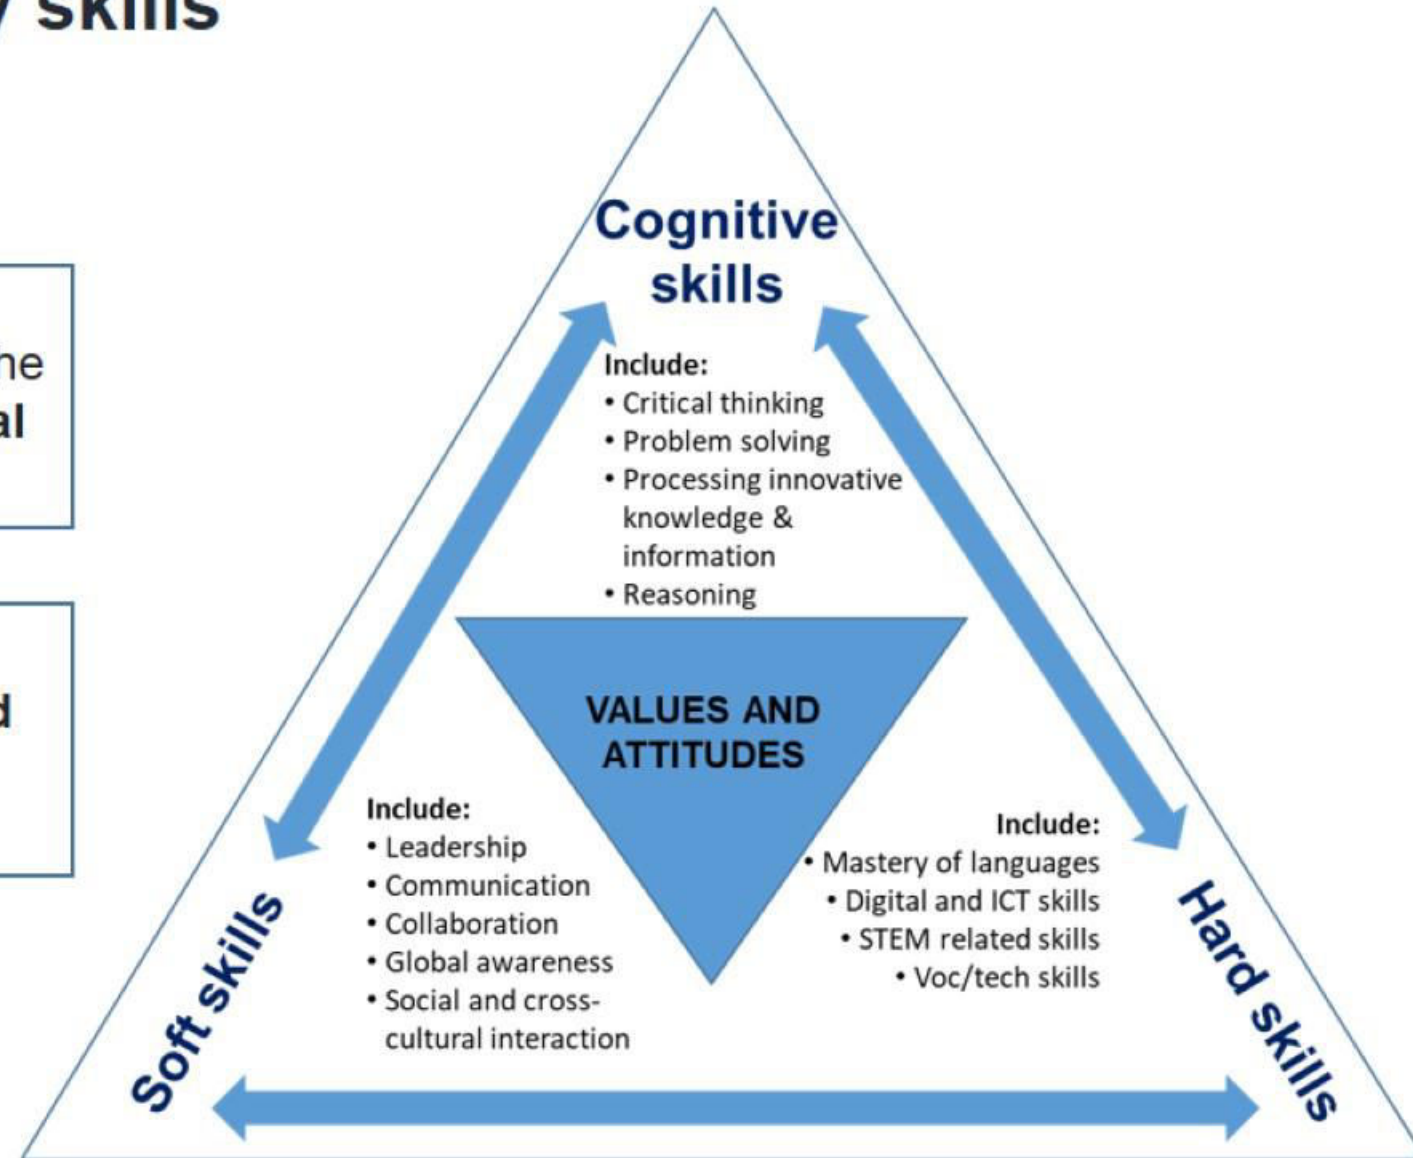 skills
al
Cognitive
skills
Include:
• Critical thinking
• Problem solving
• Processing innovative
knowledge &
information
• Reasoning
VALUES AND
ATTITUDES
Include:
• Leadership
• Communication
• Collaboration
• Global awareness
• Social and cross-
cultural interaction
Soft skills
Include:
• Mastery of languages
• Digital and ICT skills
• STEM related skills
• Voc/tech skills
Hard skills